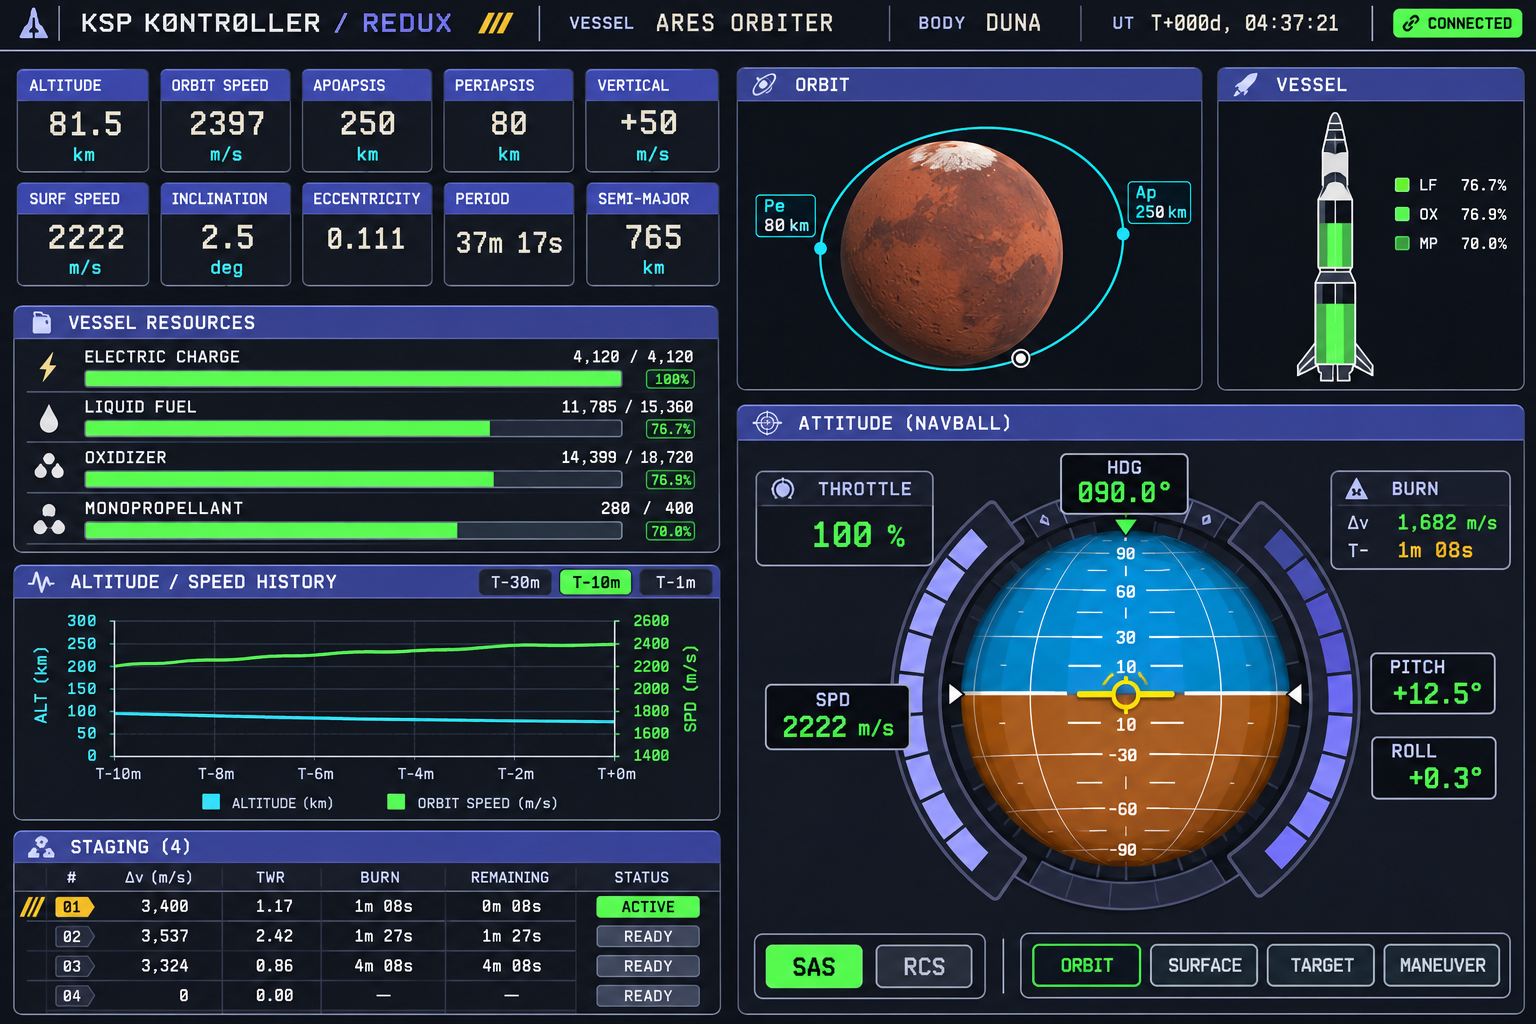 KSP KØNTRØLLER / REDUX
VESSEL ARES ORBITER
BODY DUNA
UT T+000d, 04:37:21
CONNECTED
ALTITUDE
81.5
km
ORBIT SPEED
2397
m/s
APOAPSIS
250
km
PERIAPSIS
80
km
VERTICAL
+50
m/s
SURF SPEED
2222
m/s
INCLINATION
2.5
deg
ECCENTRICITY
0.111
PERIOD
37m 17s
SEMI-MAJOR
765
km
VESSEL RESOURCES
ELECTRIC CHARGE 4,120 / 4,120
100%
LIQUID FUEL 11,785 / 15,360
76.7%
OXIDIZER 14,399 / 18,720
76.9%
MONOPROPELLANT 280 / 400
70.0%
ALTITUDE / SPEED HISTORY
T-30m T-10m T-1m
ALT (km)
300
250
200
150
100
50
0
2600
2400
2200
2000
1800
1600
1400
SPD (m/s)
T-10m T-8m T-6m T-4m T-2m T+0m
ALTITUDE (km) ORBIT SPEED (m/s)
STAGING (4)
# Δv (m/s) TWR BURN REMAINING STATUS
01 3,400 1.17 1m 08s 0m 08s ACTIVE
02 3,537 2.42 1m 27s 1m 27s READY
03 3,324 0.86 4m 08s 4m 08s READY
04 0 0.00 — — READY
ORBIT
Pe
80 km
Ap
250 km
VESSEL
LF 76.7%
OX 76.9%
MP 70.0%
ATTITUDE (NAVBALL)
THROTTLE
100 %
HDG
090.0°
BURN
Δv 1,682 m/s
T- 1m 08s
90
60
30
10
10
-30
-60
-90
SPD
2222 m/s
PITCH
+12.5°
ROLL
+0.3°
SAS RCS
ORBIT SURFACE TARGET MANEUVER